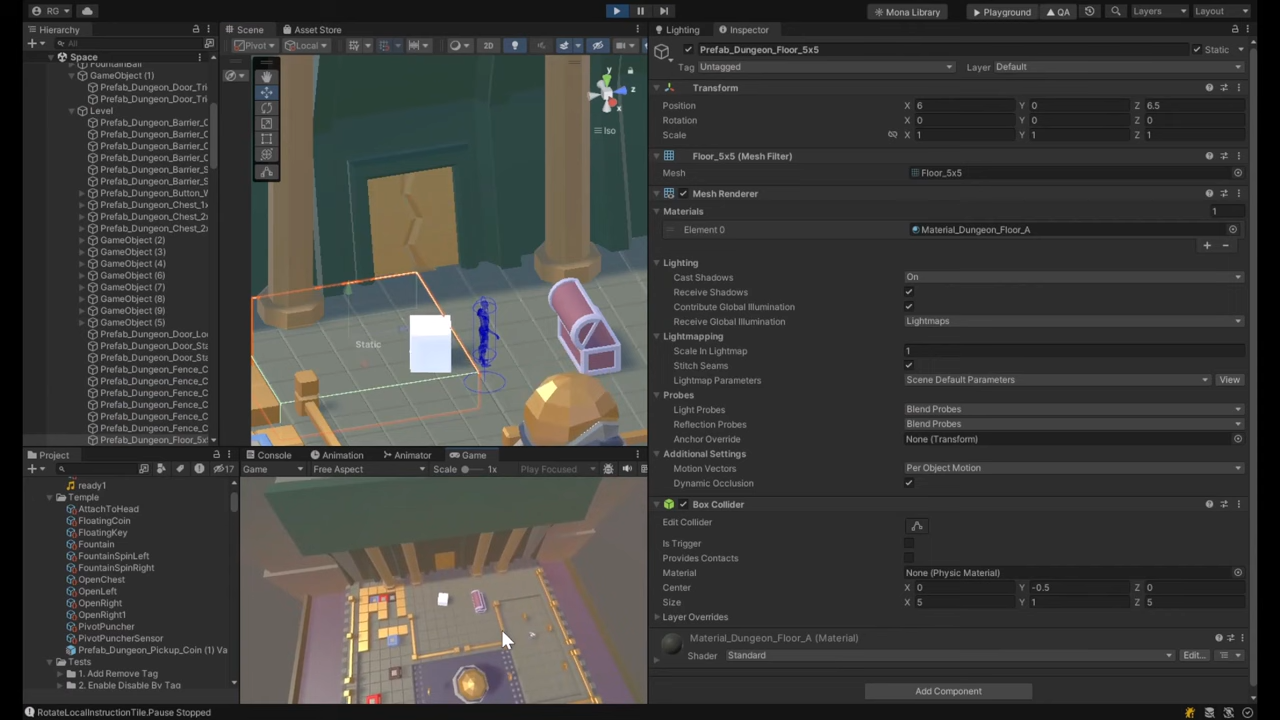 RG
Mona Library
Playground
QA
Layers
Layout
Hierarchy
Scene
Asset Store
Lighting
Inspector
All
Pivot
Local
2D
Prefab_Dungeon_Floor_5x5
Static
Tag
Untagged
Layer
Default
Space
FountainBall
GameObject (1)
Prefab_Dungeon_Door_Tri
Prefab_Dungeon_Door_Tri
Level
Prefab_Dungeon_Barrier_C
Prefab_Dungeon_Barrier_C
Prefab_Dungeon_Barrier_C
Prefab_Dungeon_Barrier_C
Prefab_Dungeon_Barrier_S
Prefab_Dungeon_Barrier_S
Prefab_Dungeon_Button_W
Prefab_Dungeon_Chest_1x
Prefab_Dungeon_Chest_2x
Prefab_Dungeon_Chest_2x
GameObject (2)
GameObject (3)
GameObject (4)
GameObject (6)
GameObject (7)
GameObject (8)
GameObject (9)
GameObject (5)
Prefab_Dungeon_Door_Lo
Prefab_Dungeon_Door_Sta
Prefab_Dungeon_Door_Sta
Prefab_Dungeon_Fence_C
Prefab_Dungeon_Fence_C
Prefab_Dungeon_Fence_C
Prefab_Dungeon_Fence_C
Prefab_Dungeon_Fence_C
Prefab_Dungeon_Fence_C
Prefab_Dungeon_Floor_5x
y
z
x
Iso
Static
Transform
Position
X 6 Y 0 Z 6.5
Rotation
X 0 Y 0 Z 0
Scale
X 1 Y 1 Z 1
Floor_5x5 (Mesh Filter)
Mesh
Floor_5x5
Mesh Renderer
Materials
1
Element 0
Material_Dungeon_Floor_A
Lighting
Cast Shadows
On
Receive Shadows
Contribute Global Illumination
Receive Global Illumination
Lightmaps
Lightmapping
Scale In Lightmap
1
Stitch Seams
Lightmap Parameters
Scene Default Parameters
View
Probes
Light Probes
Blend Probes
Reflection Probes
Blend Probes
Anchor Override
None (Transform)
Additional Settings
Motion Vectors
Per Object Motion
Dynamic Occlusion
Box Collider
Edit Collider
Is Trigger
Provides Contacts
Material
None (Physic Material)
Center
X 0 Y -0.5 Z 0
Size
X 5 Y 1 Z 5
Layer Overrides
Material_Dungeon_Floor_A (Material)
Shader
Standard
Edit...
Add Component
Project
17
ready1
Temple
AttachToHead
FloatingCoin
FloatingKey
Fountain
FountainSpinLeft
FountainSpinRight
OpenChest
OpenLeft
OpenRight
OpenRight1
PivotPuncher
PivotPuncherSensor
Prefab_Dungeon_Pickup_Coin (1) Va
Tests
1. Add Remove Tag
2. Enable Disable By Tag
Console
Animation
Animator
Game
Game
Free Aspect
Scale
1x
Play Focused
RotateLocalInstructionTile.Pause Stopped